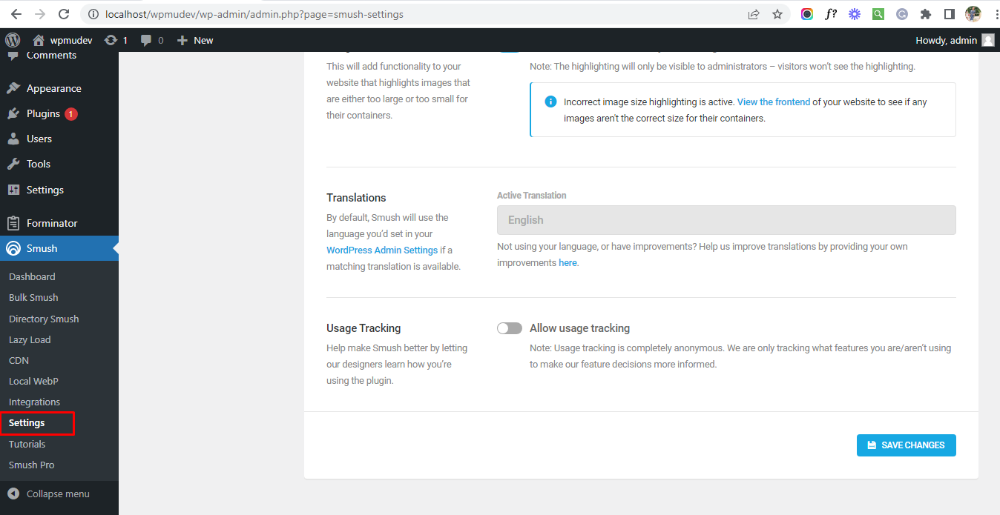 localhost/wpmudev/wp-admin/admin.php?page=smush-settings
f?
wpmudev
1
0
New
Howdy, admin
Comments
Appearance
Plugins 1
Users
Tools
Settings
Forminator
Smush
Dashboard
Bulk Smush
Directory Smush
Lazy Load
CDN
Local WebP
Integrations
Settings
Tutorials
Smush Pro
Collapse menu
This will add functionality to your
website that highlights images that
are either too large or too small for
their containers.
Note: The highlighting will only be visible to administrators – visitors won’t see the highlighting.
Incorrect image size highlighting is active. View the frontend of your website to see if any
images aren't the correct size for their containers.
Translations
By default, Smush will use the
language you’d set in your
WordPress Admin Settings if a
matching translation is available.
Active Translation
English
Not using your language, or have improvements? Help us improve translations by providing your own
improvements here.
Usage Tracking
Help make Smush better by letting
our designers learn how you’re
using the plugin.
Allow usage tracking
Note: Usage tracking is completely anonymous. We are only tracking what features you are/aren’t using
to make our feature decisions more informed.
SAVE CHANGES